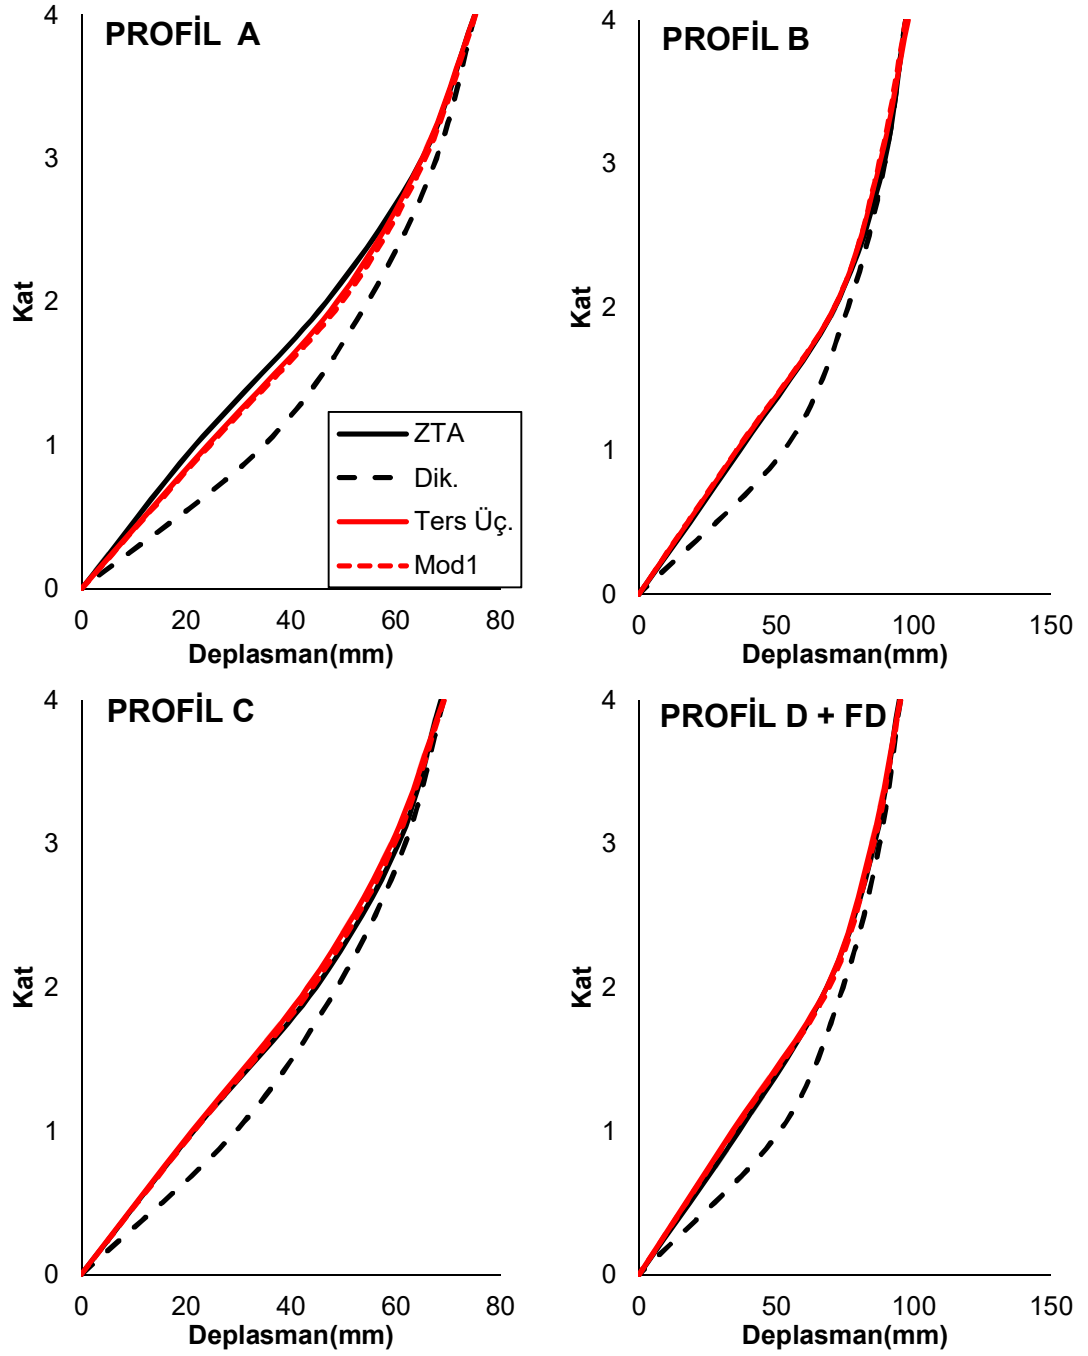 PROFİL A
4
3
2
1
0
Kat
0 20 40 60 80
Deplasman(mm)
ZTA
Dik.
Ters Üç.
Mod1
PROFİL B
4
3
2
1
0
Kat
0 50 100 150
Deplasman(mm)
PROFİL C
4
3
2
1
0
Kat
0 20 40 60 80
Deplasman(mm)
PROFİL D + FD
4
3
2
1
0
Kat
0 50 100 150
Deplasman(mm)